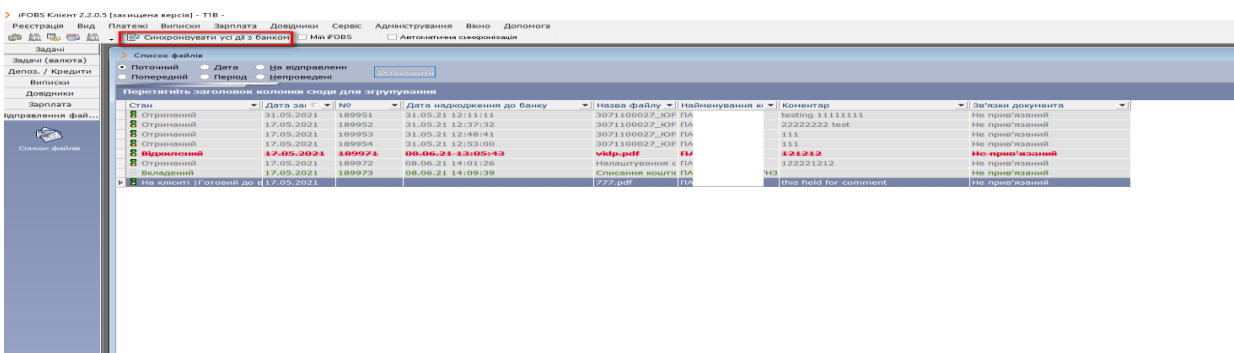 iFOBS Клієнт 2.2.0.5 [захищена версія] - T1B -
Реєстрація Вид Платежі Виписки Зарплата Довідники Сервіс Адміністрування Вікно Допомога
Синхронізувати усі дії з банком Мій iFOBS Автоматична синхронізація
Задачі
Задачі (валюта)
Депоз. / Кредити
Виписки
Довідники
Зарплата
ідправлення фай...
Список файлів
Список файлів
Поточний Дата На відправленн
Попередній Період Непроведені
Встановити
Перетягніть заголовок колонки сюди для згрупування
Стан Дата заг № Дата надходження до банку Назва файлу Найменування кі Коментар Зв'язки документа
Отриманий 31.05.2021 189951 31.05.21 12:11:11 3071100027_ЮР ПА testing 11111111 Не прив'язаний
Отриманий 17.05.2021 189952 31.05.21 12:37:32 3071100027_ЮР ПА 22222222 test Не прив'язаний
Отриманий 17.05.2021 189953 31.05.21 12:48:41 3071100027_ЮР ПА 111 Не прив'язаний
Отриманий 17.05.2021 189954 31.05.21 12:53:00 3071100027_ЮР ПА 111 Не прив'язаний
Відхилений 17.05.2021 189971 08.06.21 13:05:43 vidp.pdf ПА 121212 Не прив'язаний
Отриманий 17.05.2021 189972 08.06.21 14:01:26 Налаштування с ПА 122221212 Не прив'язаний
Вкладений 17.05.2021 189973 08.06.21 14:09:39 Списання кошті ПА 'НЗ Не прив'язаний
На клієнті |Готовий до в 17.05.2021 777.pdf ПА this field for comment Не прив'язаний